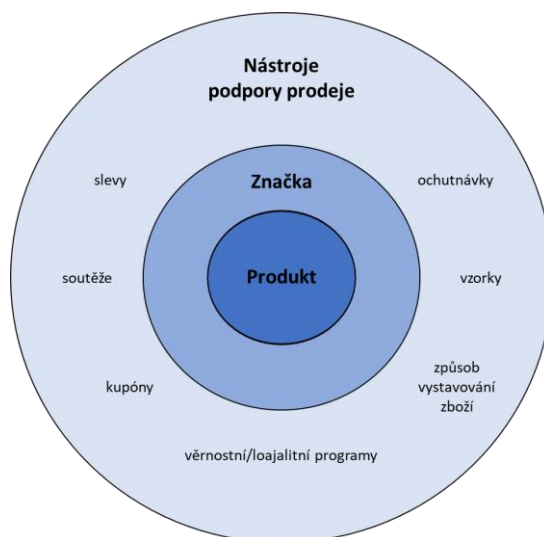 Nástroje
podpory prodeje
slevy
Značka
ochutnávky
soutěže
Produkt
vzorky
kupóny
způsob
vystavování
zboží
věrnostní/loajalitní programy